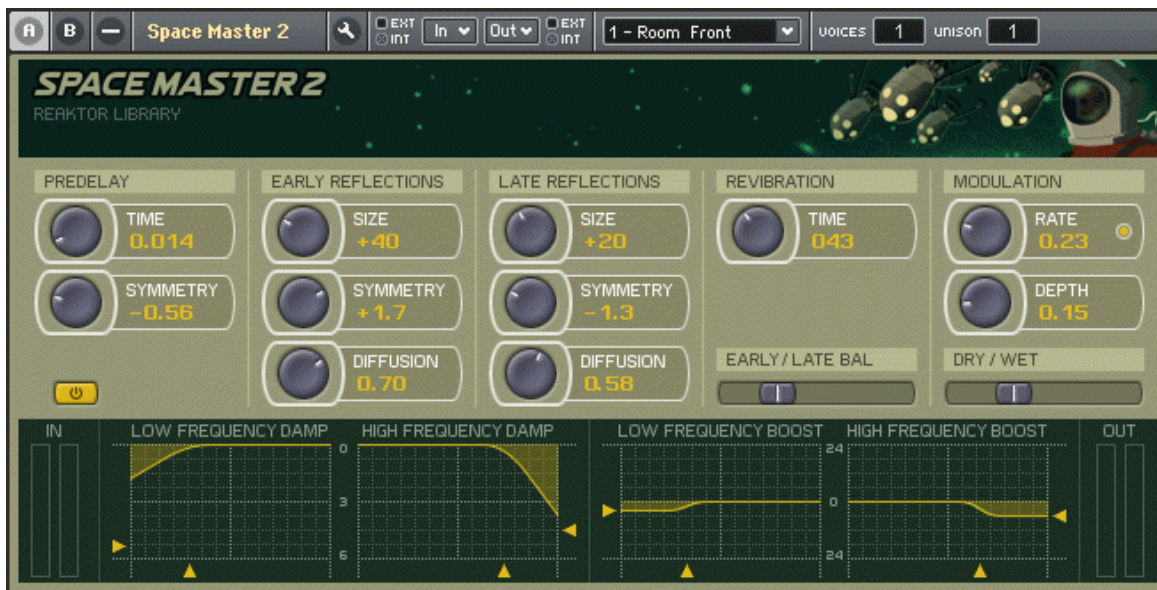 A B Space Master 2 EXT INT In Out EXT INT 1 - Room Front VOICES 1 UNISON 1
SPACE MASTER 2
REAKTOR LIBRARY
PREDELAY EARLY REFLECTIONS LATE REFLECTIONS REVIBRATION MODULATION
TIME SIZE SIZE TIME RATE
0.014 +40 +20 043 0.23
SYMMETRY SYMMETRY SYMMETRY DEPTH
-0.56 +1.7 -1.3 0.15
DIFFUSION DIFFUSION EARLY / LATE BAL DRY / WET
0.70 0.58
IN LOW FREQUENCY DAMP HIGH FREQUENCY DAMP LOW FREQUENCY BOOST HIGH FREQUENCY BOOST OUT
0 24
3 0
6 24